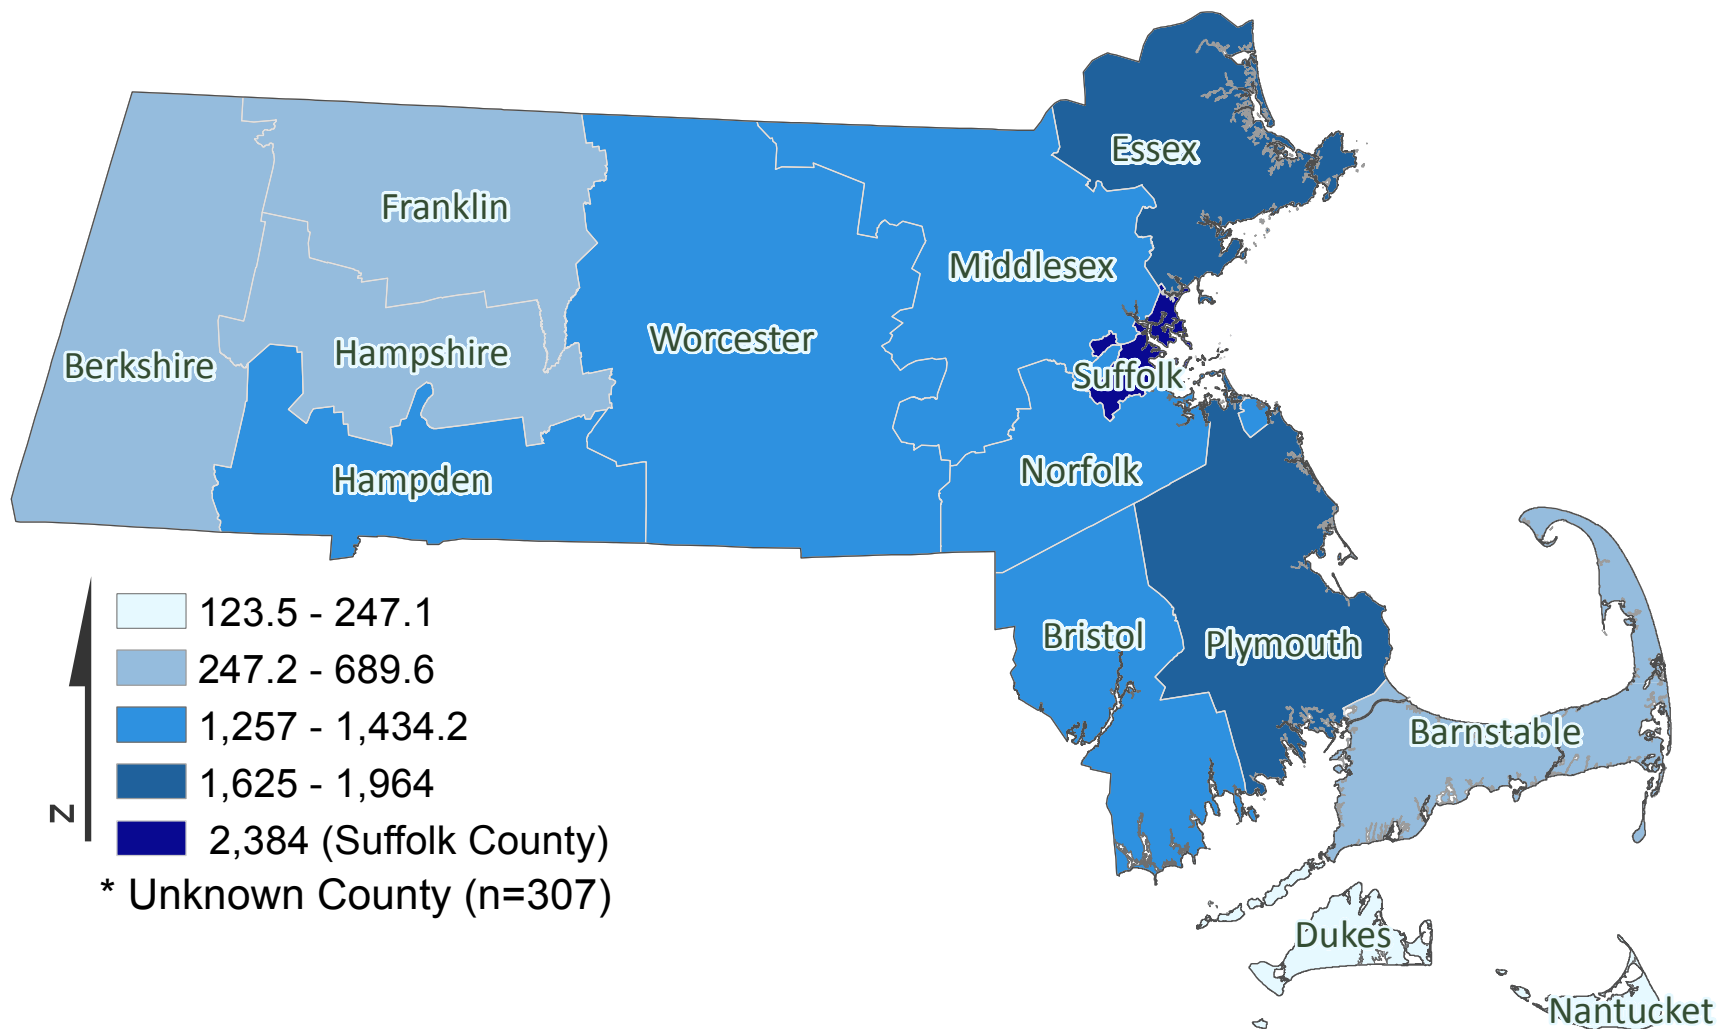 Essex
Franklin
Middlesex
Worcester
Hampshire
Berkshire
Suffolk
Norfolk
Hampden
123.5 - 247.1
Bristol
Plymouth
247.2 - 689.6
1,257 - 1,434.2
Barnstable
1,625 - 1,964
N
2,384 (Suffolk County)
* Unknown County (n=307)
Dukes
Nantucket